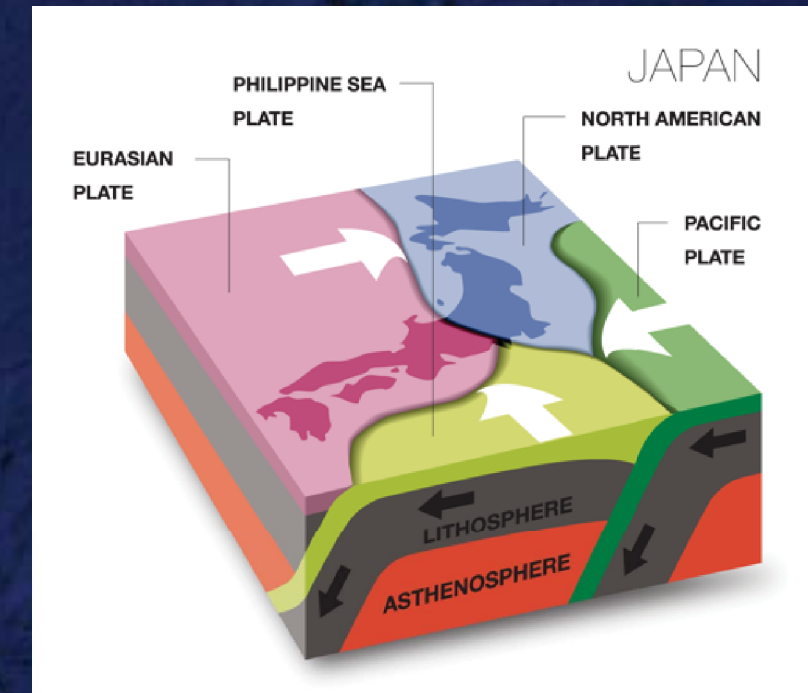 JAPAN
PHILIPPINE SEA
PLATE
NORTH AMERICAN
PLATE
EURASIAN
PLATE
PACIFIC
PLATE
LITHOSPHERE
ASTHENOSPHERE